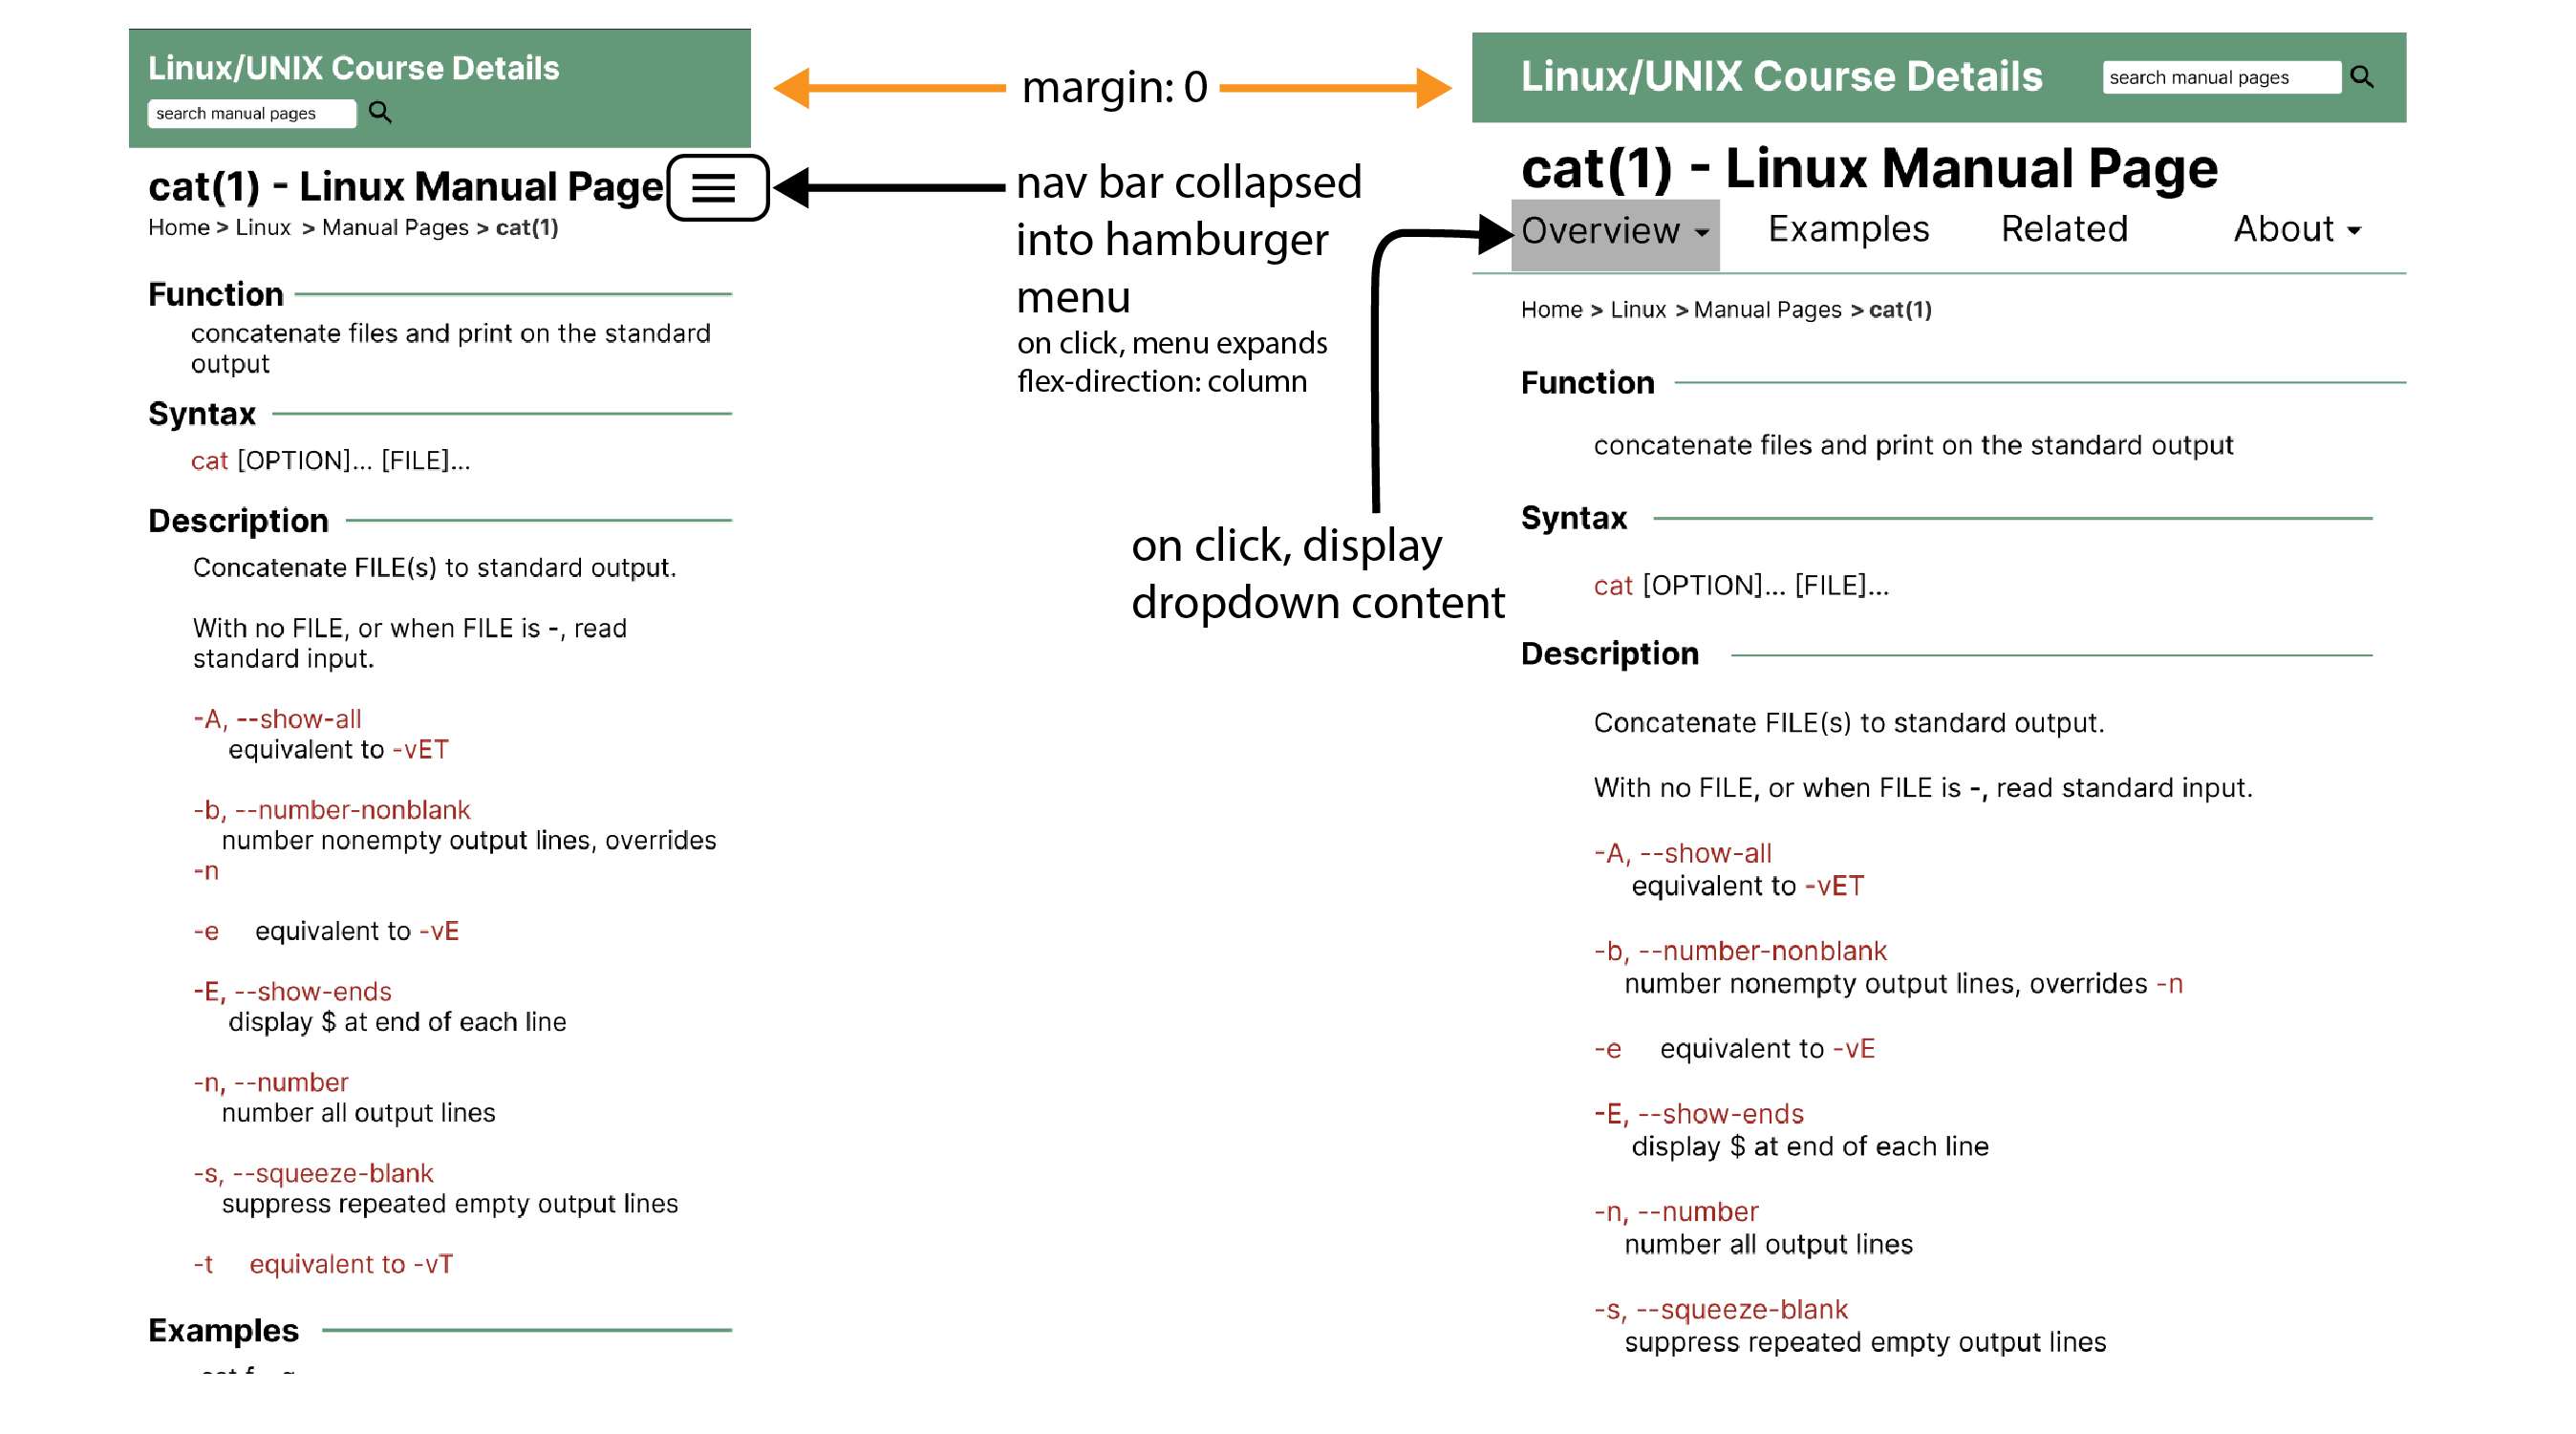 Linux/UNIX Course Details
search manual pages
cat(1) - Linux Manual Page
Home > Linux > Manual Pages > cat(1)
Function
concatenate files and print on the standard
output
Syntax
cat [OPTION]... [FILE]...
Description
Concatenate FILE(s) to standard output.
With no FILE, or when FILE is -, read
standard input.
-A, --show-all
equivalent to -vET
-b, --number-nonblank
number nonempty output lines, overrides
-n
-e equivalent to -vE
-E, --show-ends
display $ at end of each line
-n, --number
number all output lines
-s, --squeeze-blank
suppress repeated empty output lines
-t equivalent to -vT
Examples
margin: 0
nav bar collapsed
into hamburger
menu
on click, menu expands
flex-direction: column
on click, display
dropdown content
Linux/UNIX Course Details
search manual pages
cat(1) - Linux Manual Page
Overview Examples Related About
Home > Linux > Manual Pages > cat(1)
Function
concatenate files and print on the standard output
Syntax
cat [OPTION]... [FILE]...
Description
Concatenate FILE(s) to standard output.
With no FILE, or when FILE is -, read standard input.
-A, --show-all
equivalent to -vET
-b, --number-nonblank
number nonempty output lines, overrides -n
-e equivalent to -vE
-E, --show-ends
display $ at end of each line
-n, --number
number all output lines
-s, --squeeze-blank
suppress repeated empty output lines